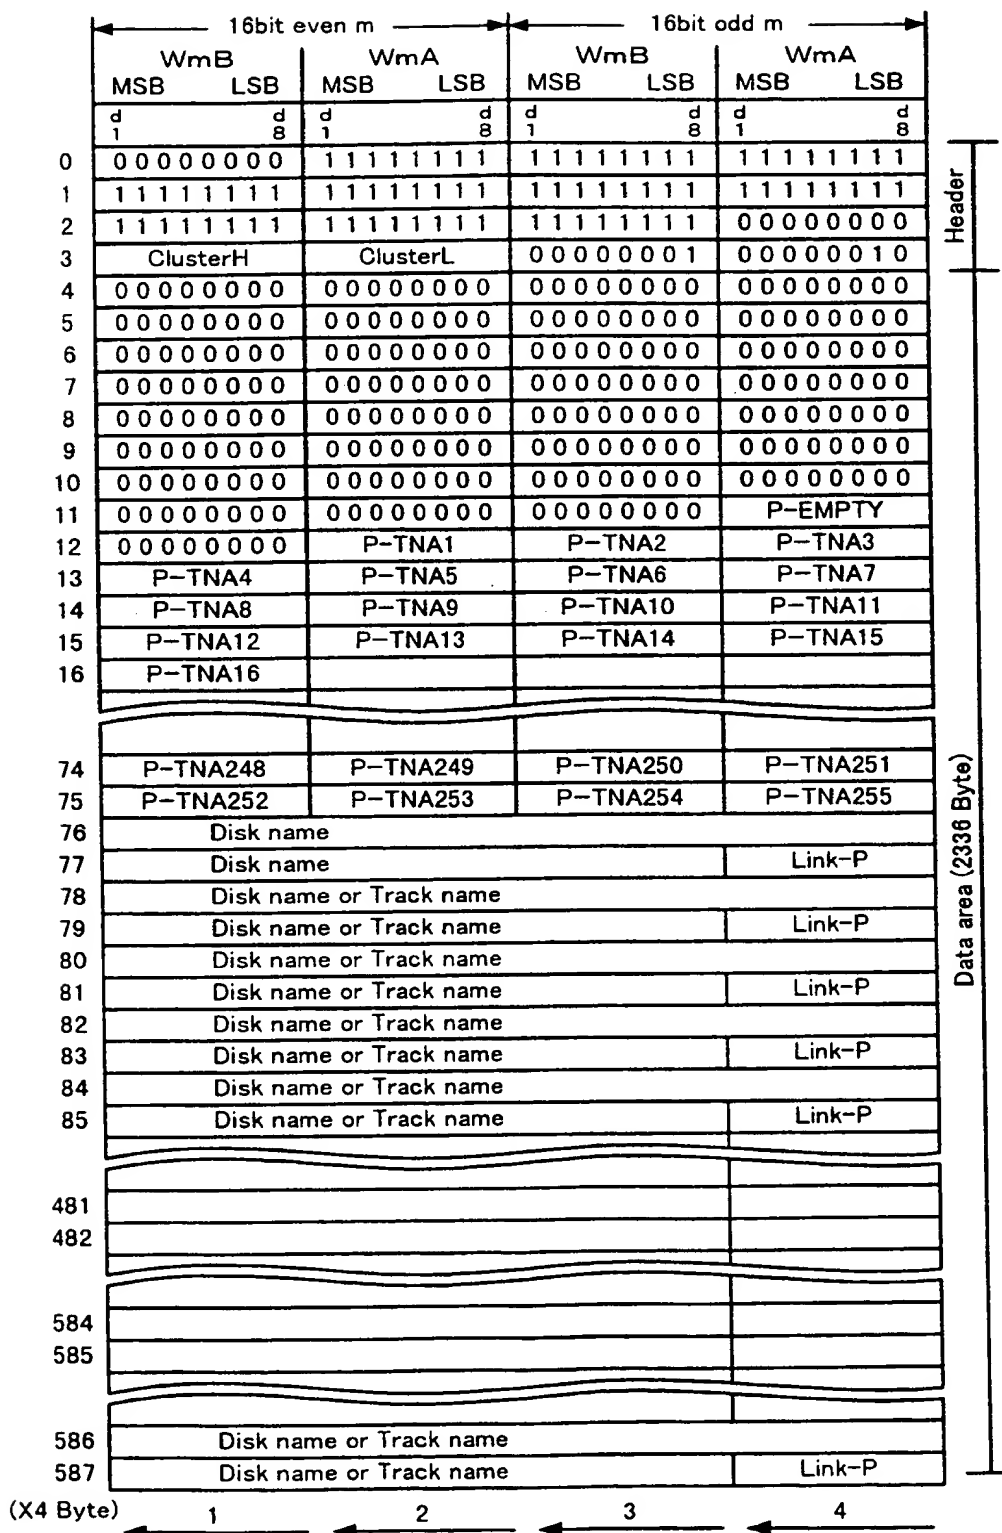 16bit even m 16bit odd m
WmB WmA WmB WmA
MSB LSB MSB LSB MSB LSB MSB LSB
d d d d d d d d
1 8 1 8 1 8 1 8
0 00000000 11111111 11111111 11111111
1 11111111 11111111 11111111 11111111
2 11111111 11111111 11111111 00000000
3 ClusterH ClusterL 00000001 00000010
Header
4 00000000 00000000 00000000 00000000
5 00000000 00000000 00000000 00000000
6 00000000 00000000 00000000 00000000
7 00000000 00000000 00000000 00000000
8 00000000 00000000 00000000 00000000
9 00000000 00000000 00000000 00000000
10 00000000 00000000 00000000 00000000
11 00000000 00000000 00000000 P-EMPTY
12 00000000 P-TNA1 P-TNA2 P-TNA3
13 P-TNA4 P-TNA5 P-TNA6 P-TNA7
14 P-TNA8 P-TNA9 P-TNA10 P-TNA11
15 P-TNA12 P-TNA13 P-TNA14 P-TNA15
16 P-TNA16
74 P-TNA248 P-TNA249 P-TNA250 P-TNA251
75 P-TNA252 P-TNA253 P-TNA254 P-TNA255
76 Disk name
77 Disk name Link-P
78 Disk name or Track name
79 Disk name or Track name Link-P
80 Disk name or Track name
81 Disk name or Track name Link-P
82 Disk name or Track name
83 Disk name or Track name Link-P
84 Disk name or Track name
85 Disk name or Track name Link-P
481
482
584
585
586 Disk name or Track name
587 Disk name or Track name Link-P
Data area (2336 Byte)
(X4 Byte) 1 2 3 4